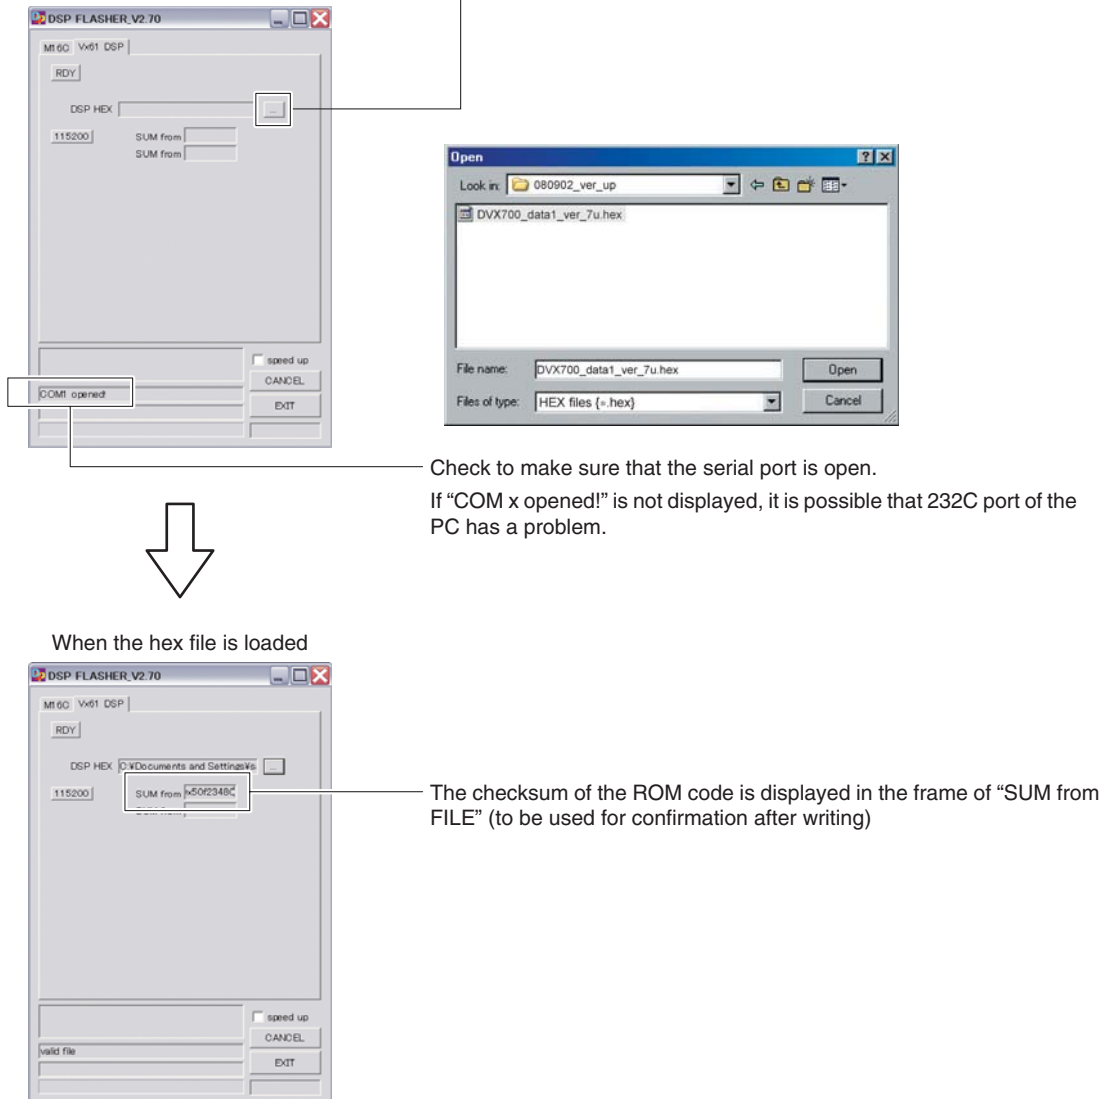 DSP FLASHER_V2.70
M16C Vx61 DSP
RDY
DSP HEX ...
115200 SUM from
SUM from
speed up
CANCEL
COM1 opened!
EXIT
Open
Look in: 080902_ver_up
DVX700_data1_ver_7u.hex
File name: DVX700_data1_ver_7u.hex Open
Files of type: HEX files {*.hex} Cancel
Check to make sure that the serial port is open.
If “COM x opened!” is not displayed, it is possible that 232C port of the
PC has a problem.
When the hex file is loaded
DSP FLASHER_V2.70
M16C Vx61 DSP
RDY
DSP HEX C:¥Documents and Settings¥s ...
115200 SUM from x50f2348C
The checksum of the ROM code is displayed in the frame of “SUM from
FILE” (to be used for confirmation after writing)
speed up
CANCEL
valid file
EXIT